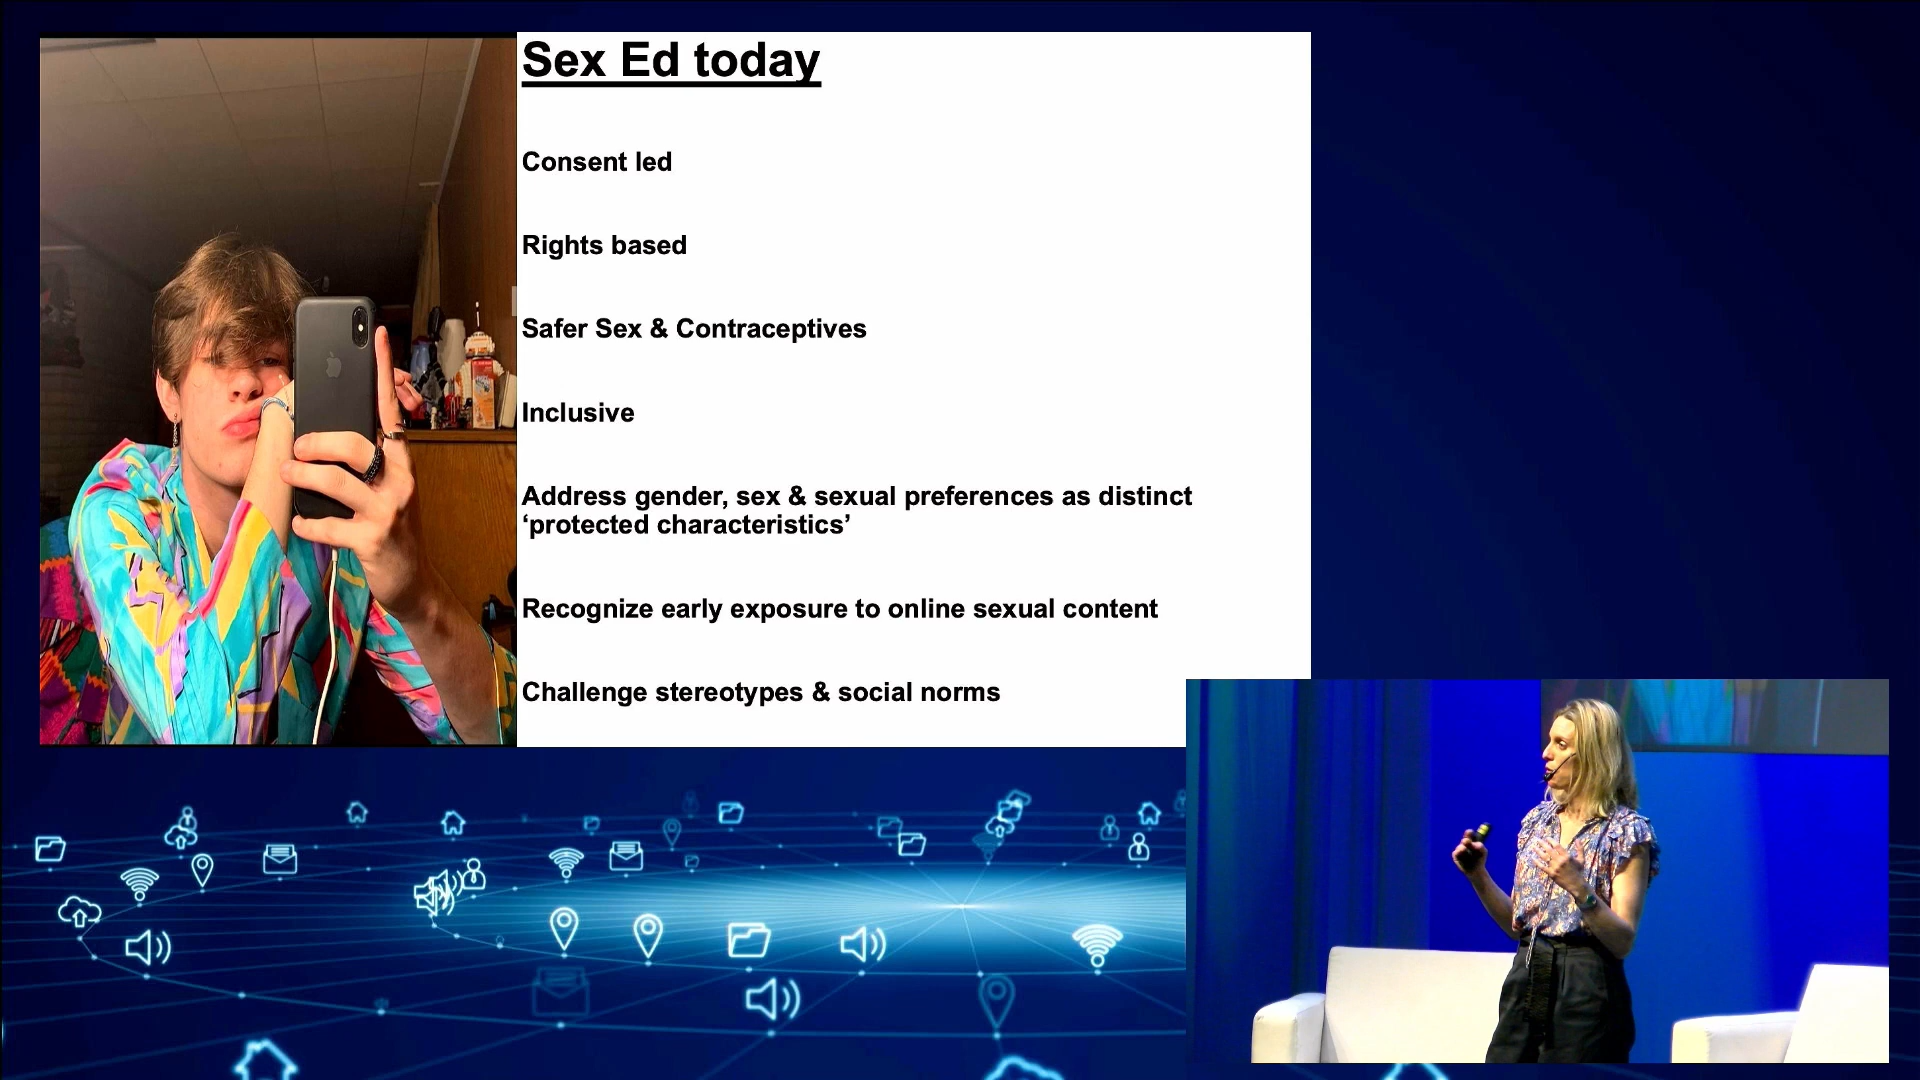 Sex Ed today
Consent led
Rights based
Safer Sex & Contraceptives
Inclusive
Address gender, sex & sexual preferences as distinct
‘protected characteristics’
Recognize early exposure to online sexual content
Challenge stereotypes & social norms